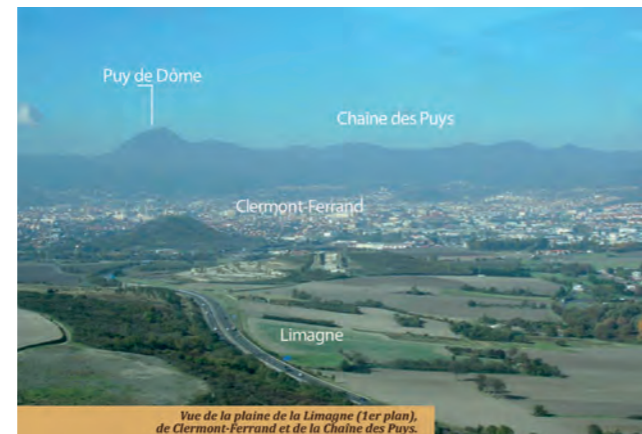 Puy de Dôme
Chaîne des Puys
Clermont-Ferrand
Limagne
Vue de la plaine de la Limagne (1er plan),
de Clermont-Ferrand et de la Chaîne des Puys.